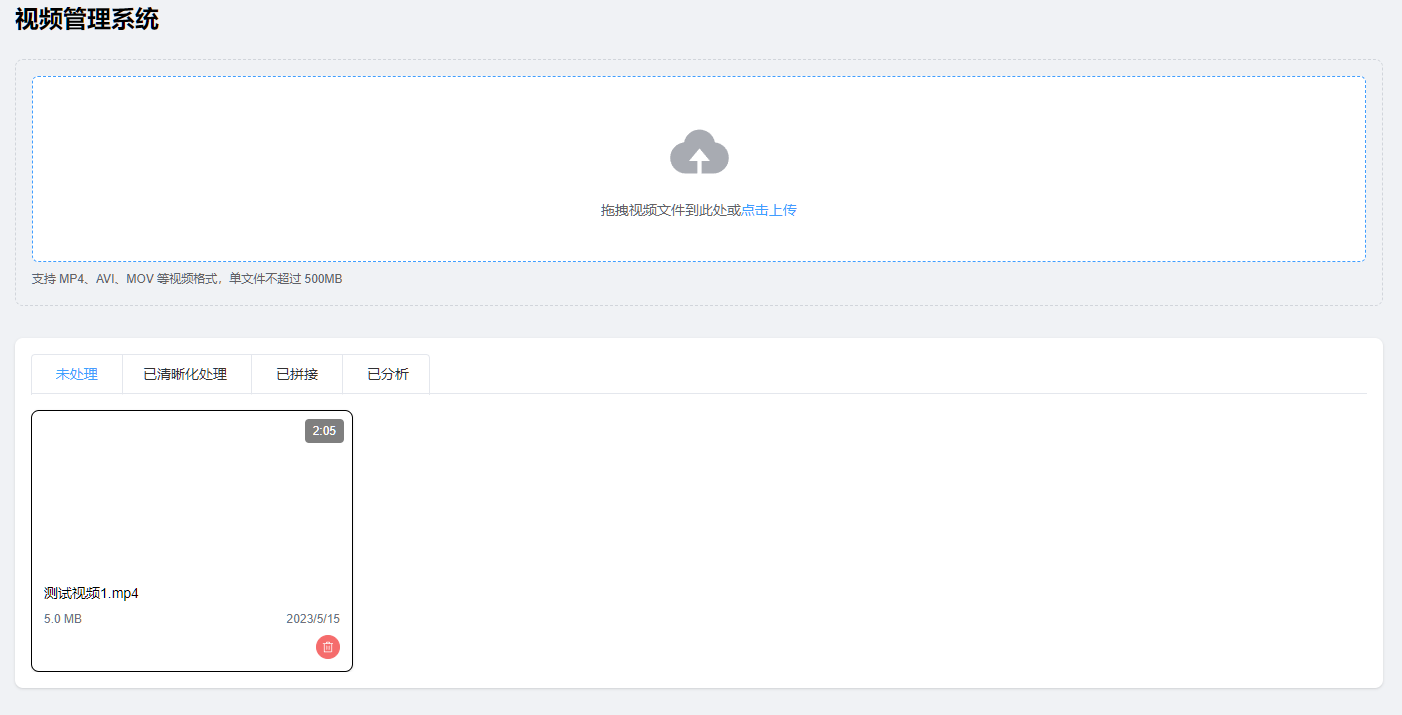 视频管理系统
拖拽视频文件到此处或点击上传
支持 MP4、AVI、MOV 等视频格式，单文件不超过 500MB
未处理 已清晰化处理 已拼接 已分析
2:05
测试视频1.mp4
5.0 MB 2023/5/15